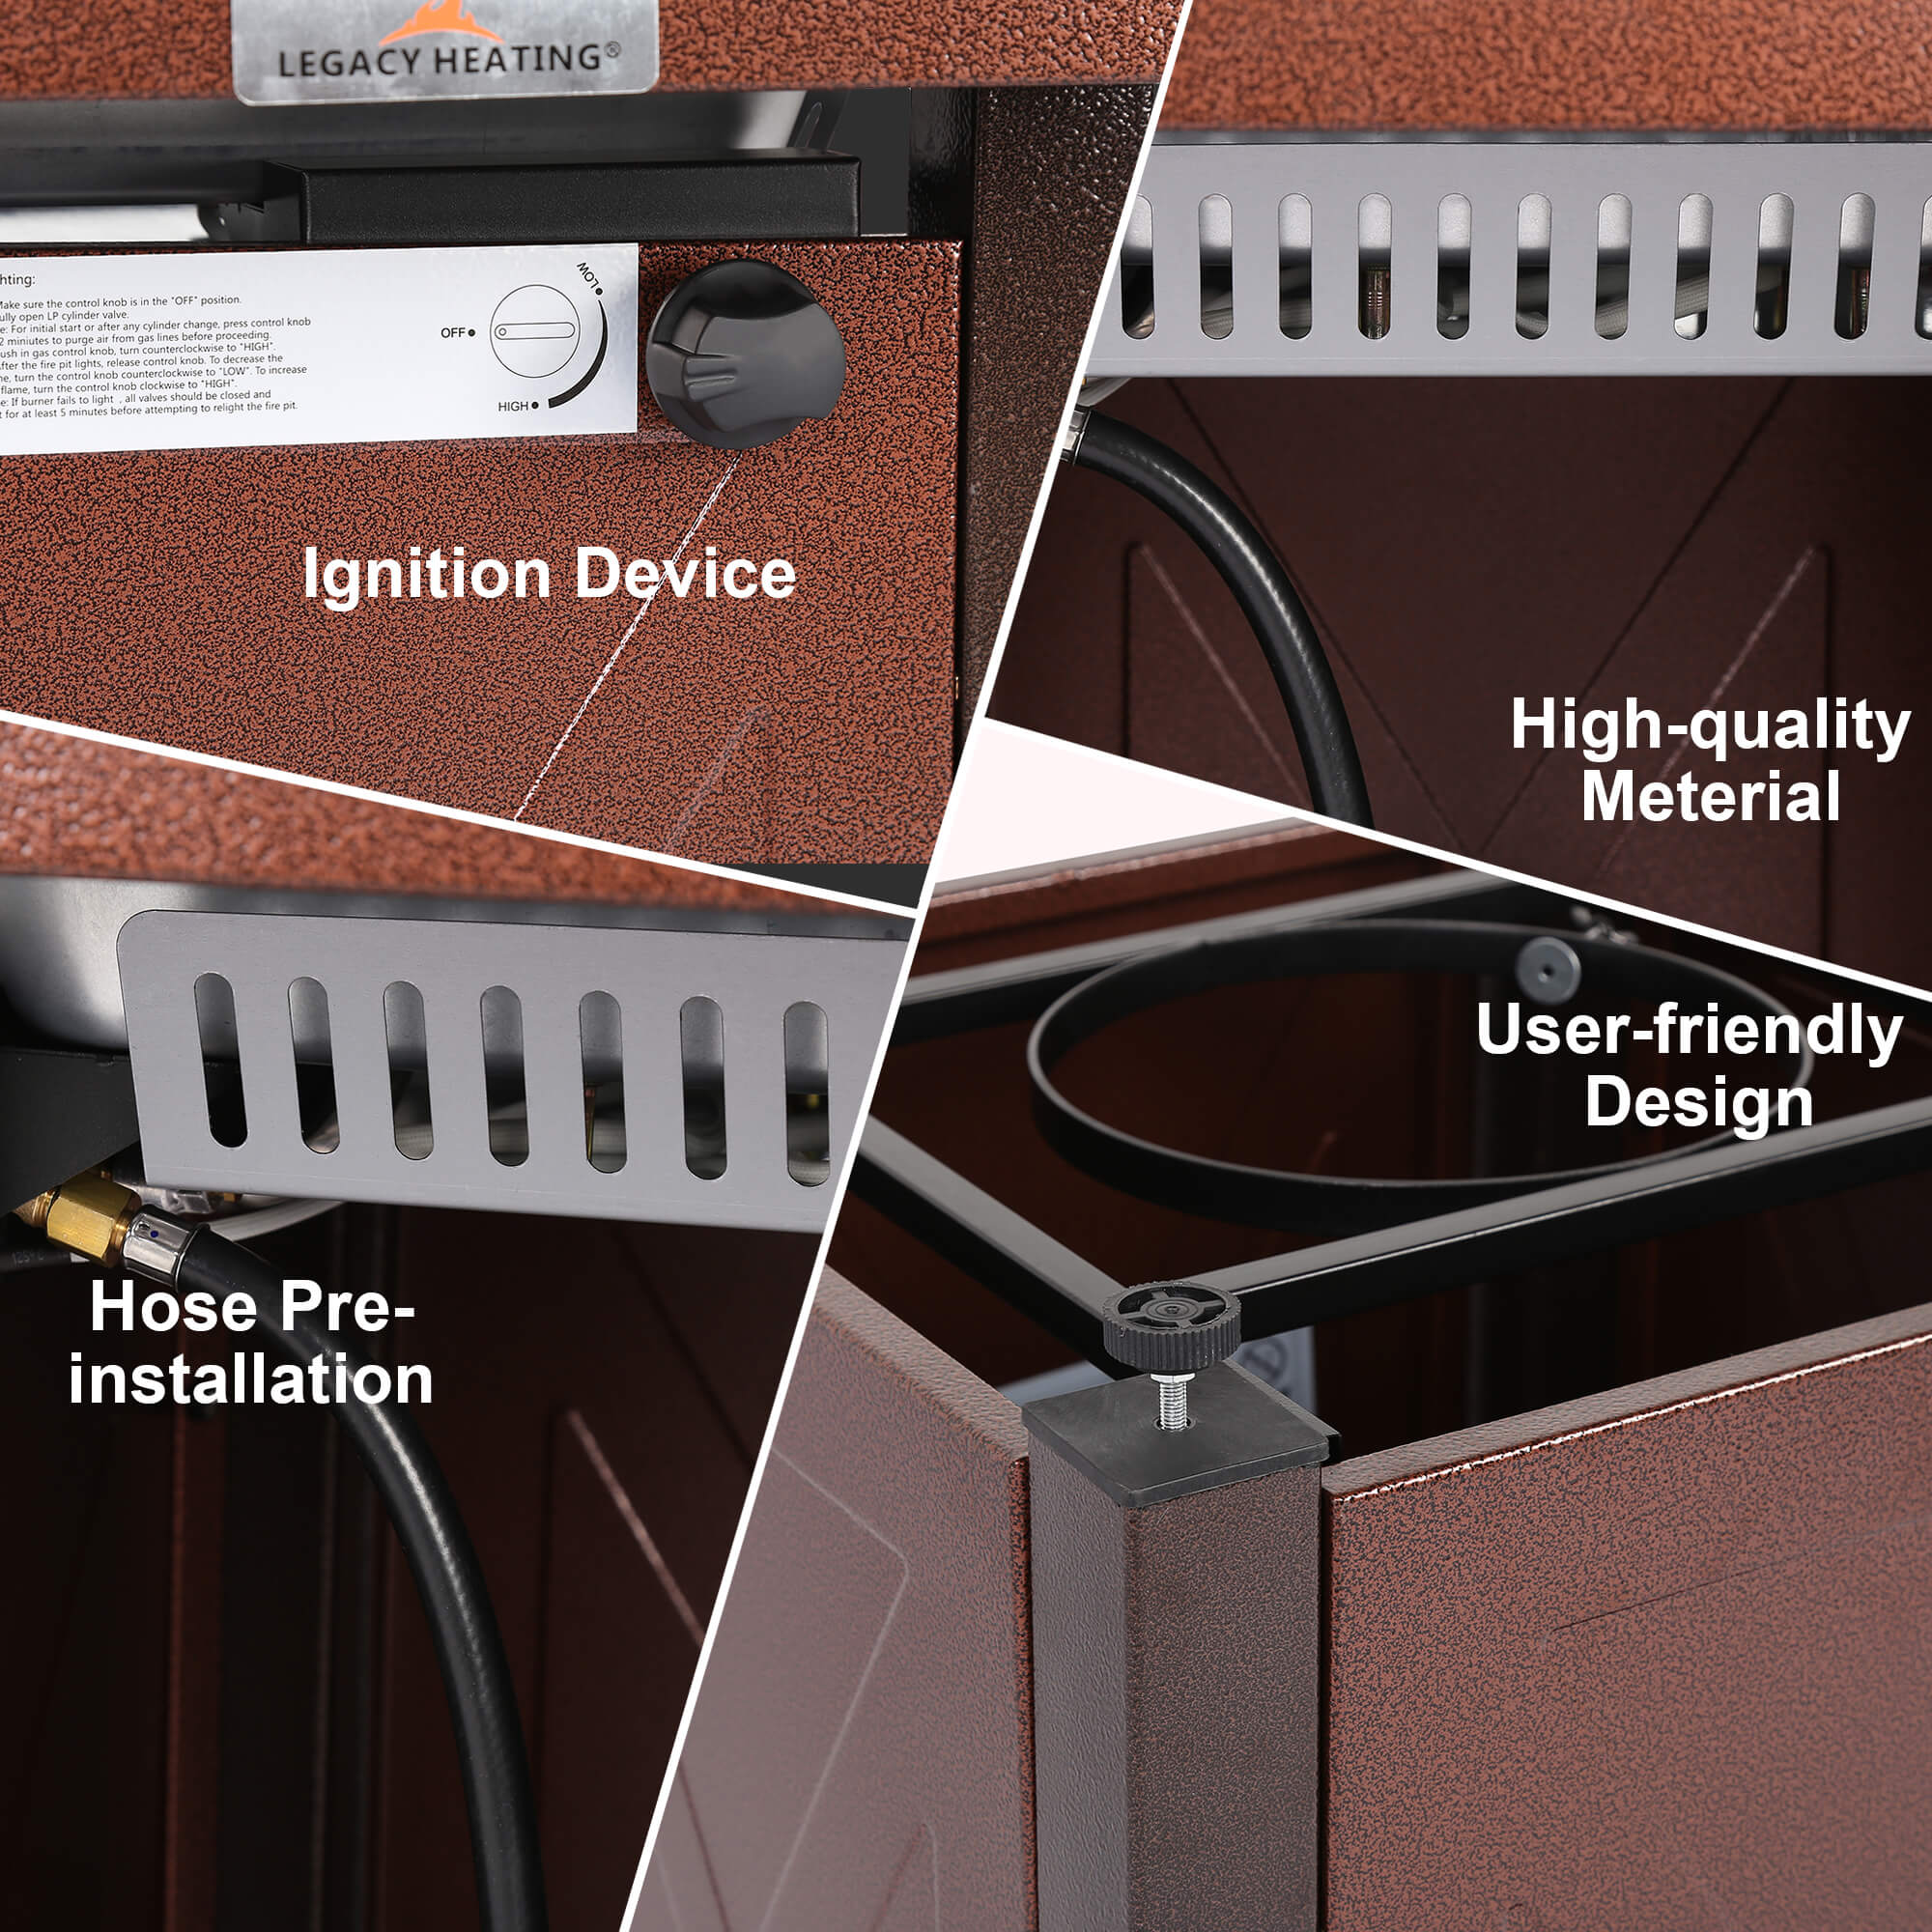 LEGACY HEATING®
hting:
Make sure the control knob is in the "OFF" position.
ully open LP cylinder valve.
e: For initial start or after any cylinder change, press control knob
2 minutes to purge air from gas lines before proceeding.
ush in gas control knob, turn counterclockwise to "HIGH".
fter the fire pit lights, release control knob. To decrease the
ne, turn the control knob counterclockwise to "LOW". To increase
flame, turn the control knob clockwise to "HIGH".
e: If burner fails to light , all valves should be closed and
t for at least 5 minutes before attempting to relight the fire pit.
LOW
OFF
HIGH
Ignition Device
High-quality
Meterial
User-friendly
Design
Hose Pre-
installation